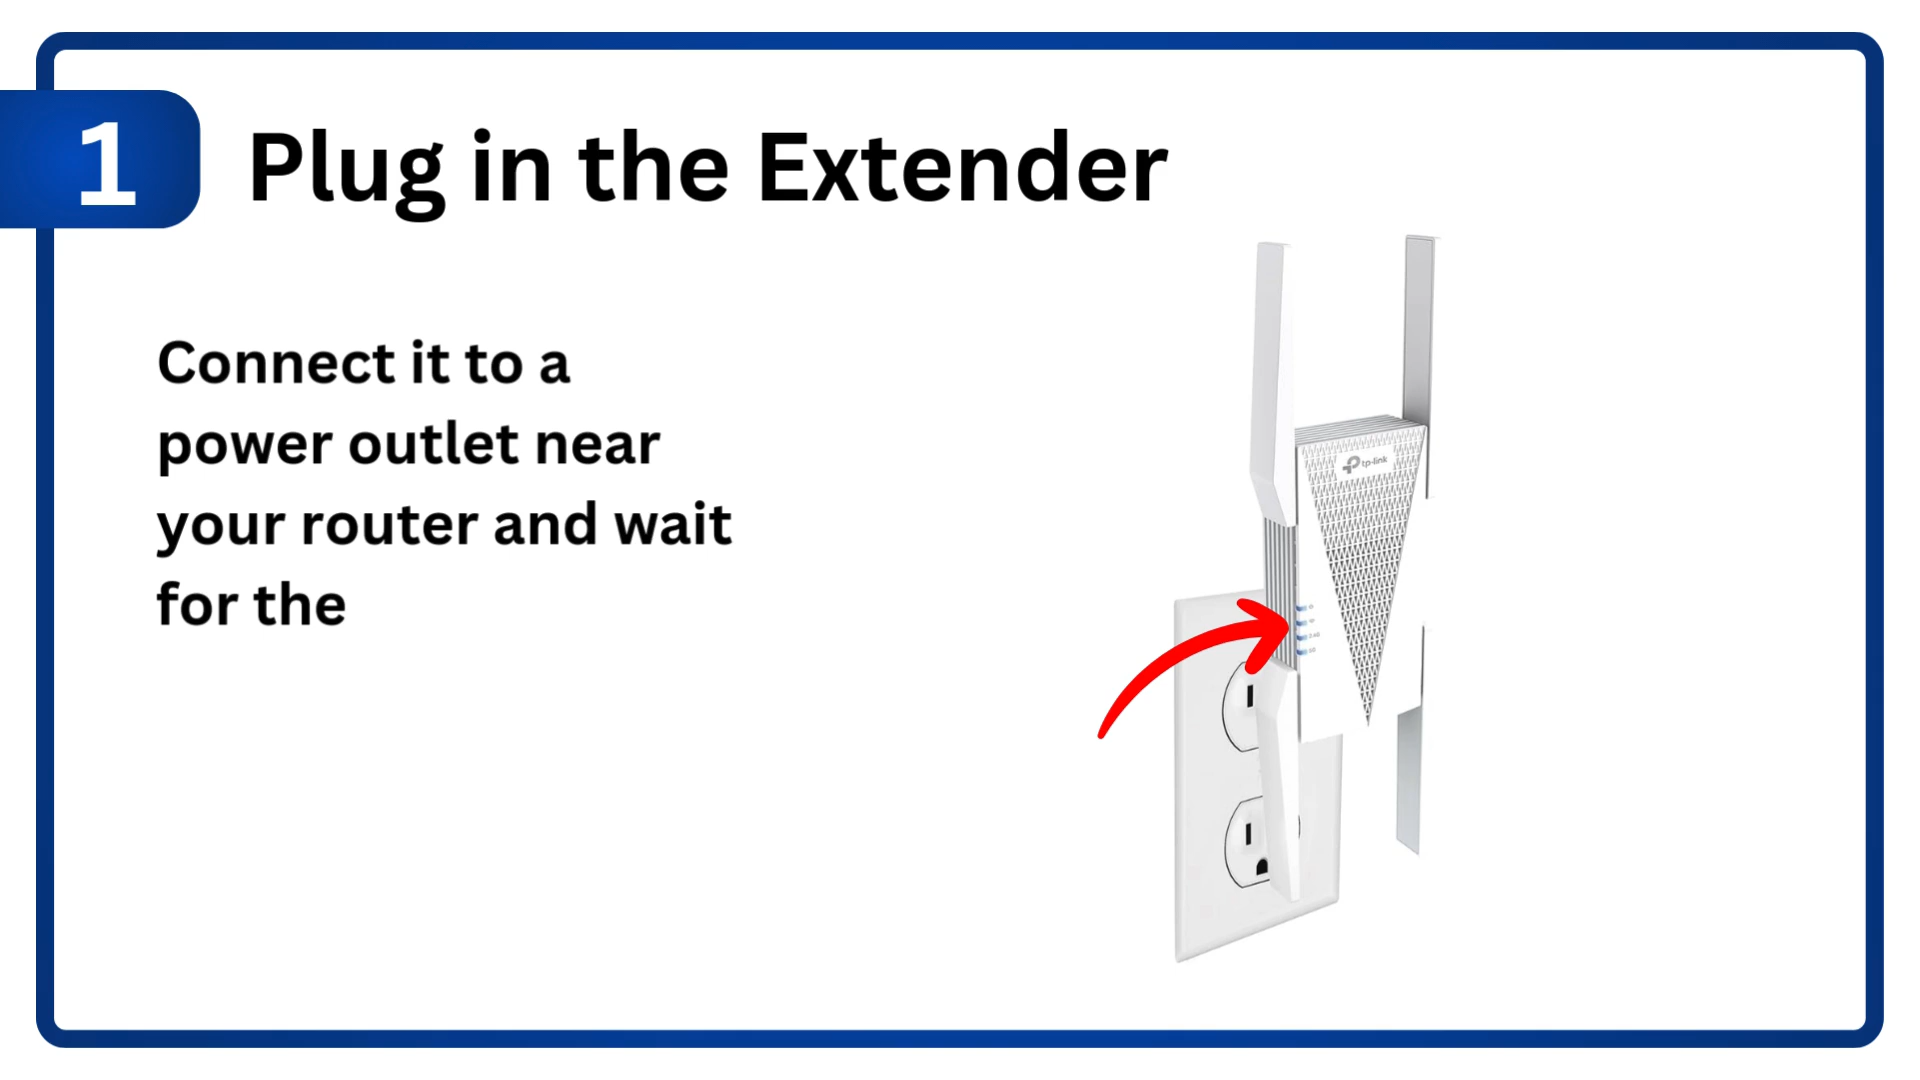 1
Plug in the Extender
Connect it to a
power outlet near
your router and wait
for the
tp-link